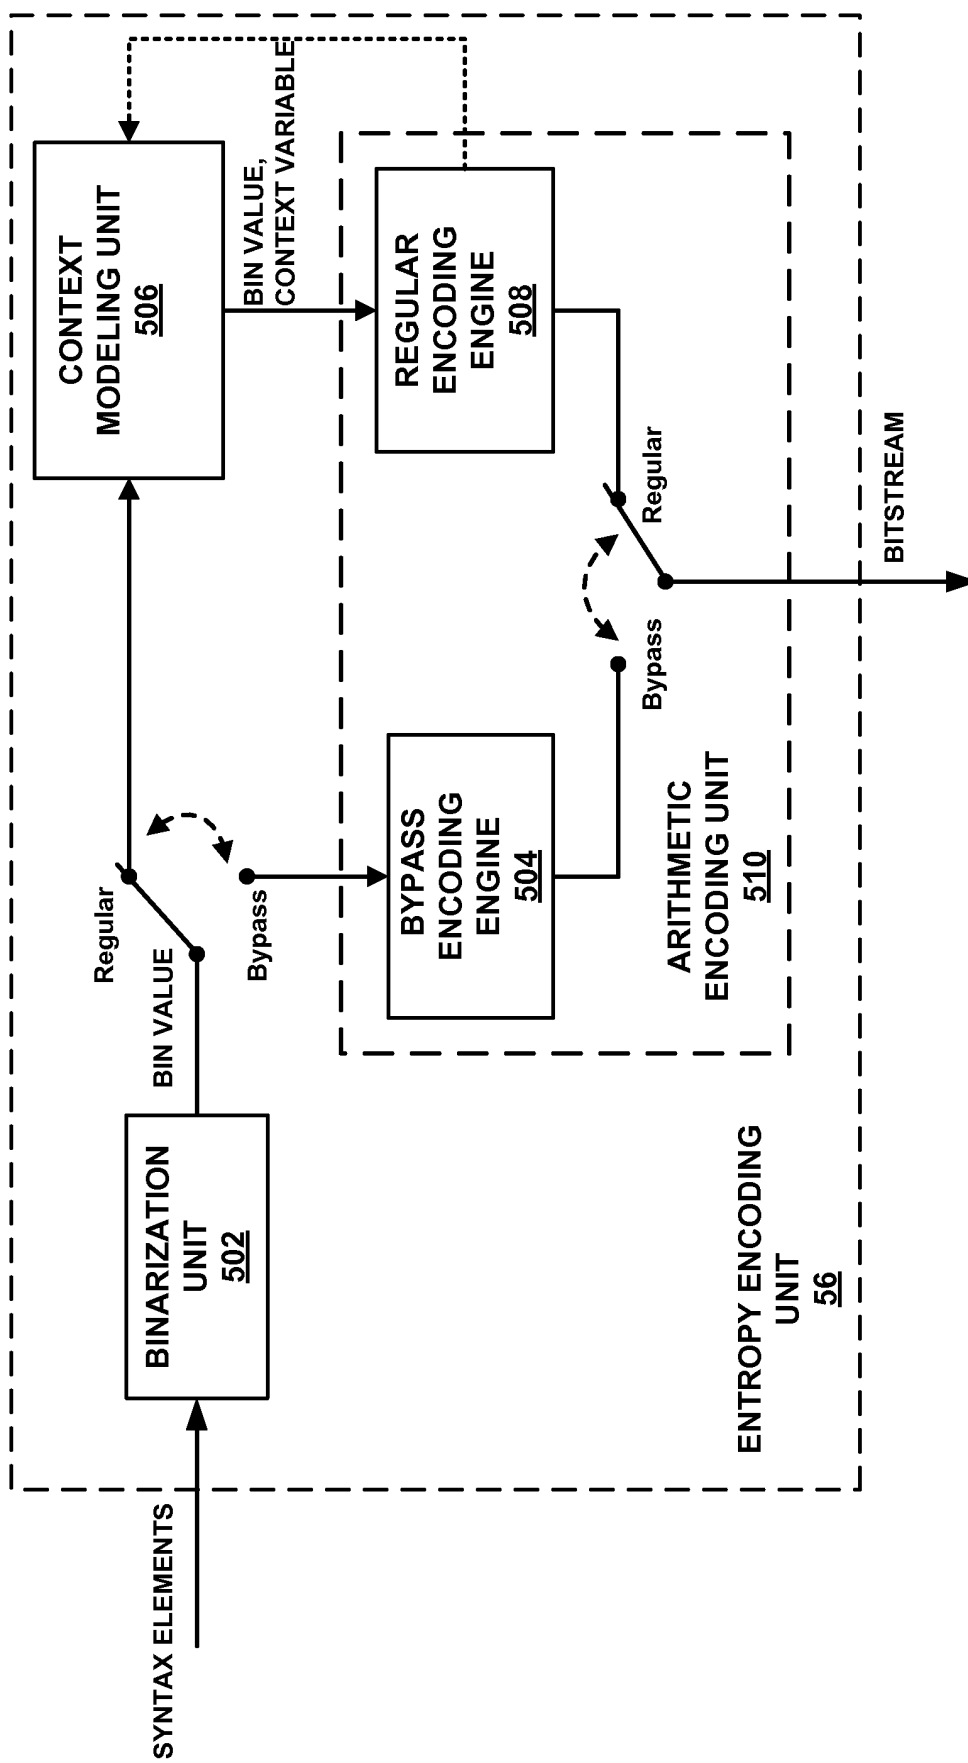 SYNTAX ELEMENTS
BINARIZATION
UNIT
502
BIN VALUE
Regular
Bypass
CONTEXT
MODELING UNIT
506
BIN VALUE,
CONTEXT VARIABLE
BYPASS
ENCODING
ENGINE
504
REGULAR
ENCODING
ENGINE
508
Bypass
Regular
ARITHMETIC
ENCODING UNIT
510
ENTROPY ENCODING
UNIT
56
BITSTREAM